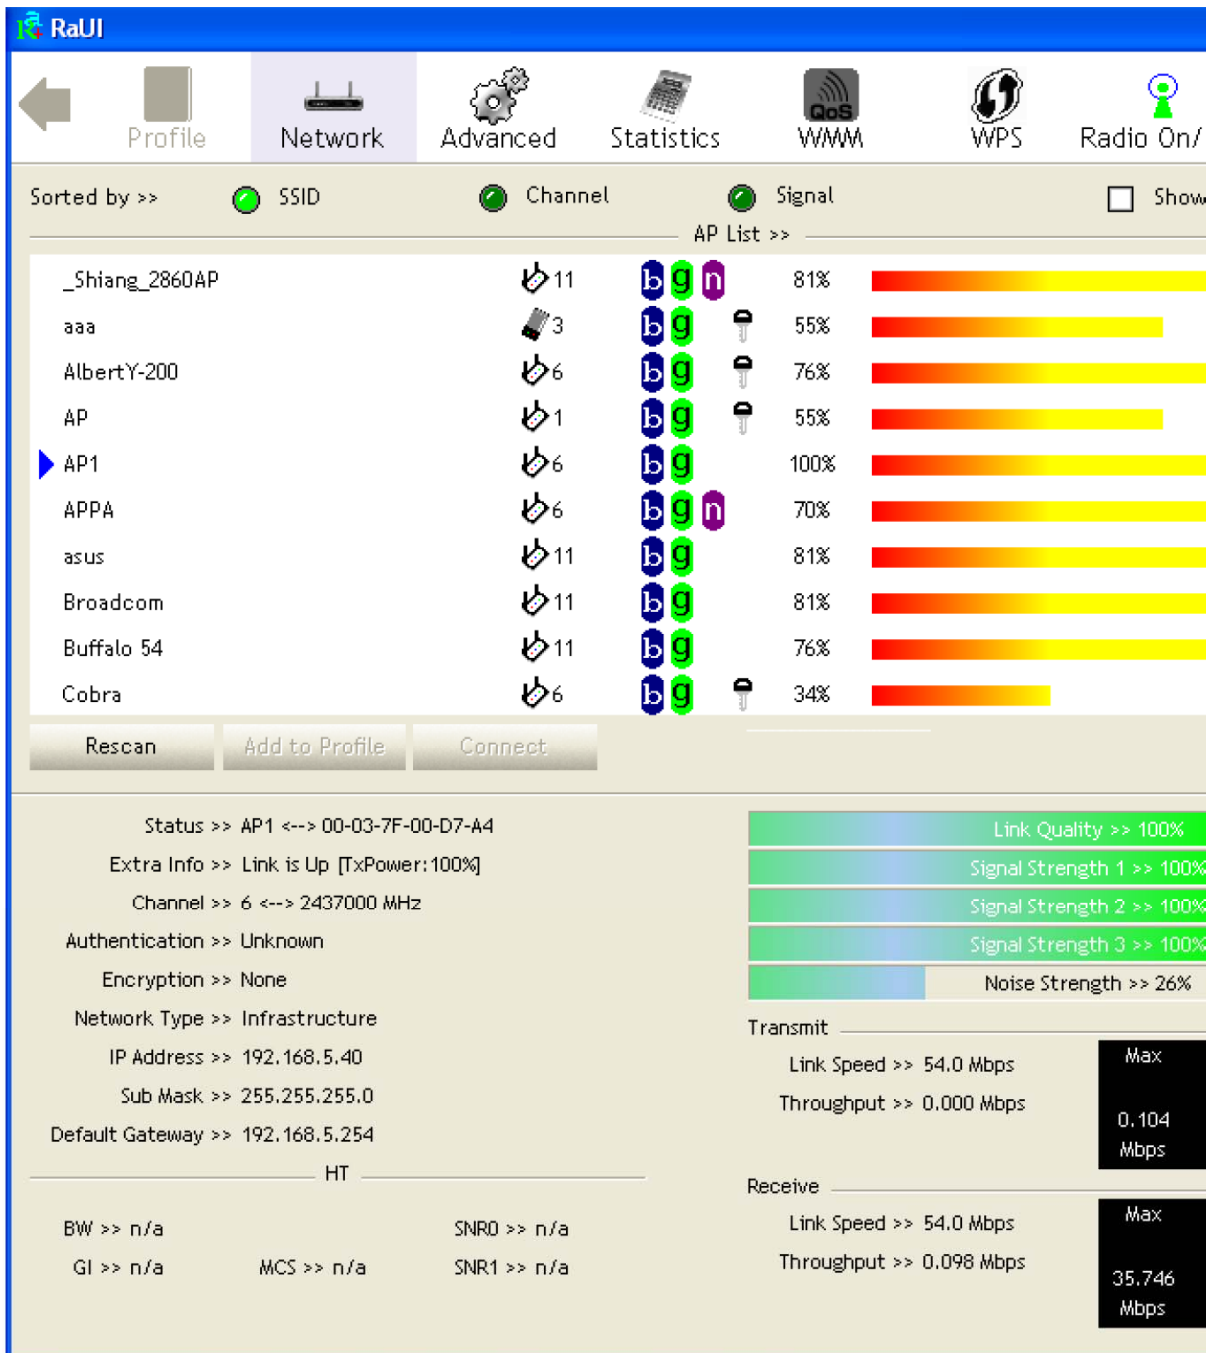 RaUI
Profile Network Advanced Statistics QoS WMM WPS Radio On/
Sorted by >> SSID Channel Signal Show
AP List >>
_Shiang_2860AP 11 b g n 81%
aaa 3 b g 55%
AlbertY-200 6 b g 76%
AP 1 b g 55%
AP1 6 b g 100%
APPA 6 b g n 70%
asus 11 b g 81%
Broadcom 11 b g 81%
Buffalo 54 11 b g 76%
Cobra 6 b g 34%
Rescan Add to Profile Connect
Status >> AP1 <--> 00-03-7F-00-D7-A4
Extra Info >> Link is Up [TxPower:100%]
Channel >> 6 <--> 2437000 MHz
Authentication >> Unknown
Encryption >> None
Network Type >> Infrastructure
IP Address >> 192.168.5.40
Sub Mask >> 255.255.255.0
Default Gateway >> 192.168.5.254
HT
BW >> n/a SNR0 >> n/a
GI >> n/a MCS >> n/a SNR1 >> n/a
Link Quality >> 100%
Signal Strength 1 >> 100%
Signal Strength 2 >> 100%
Signal Strength 3 >> 100%
Noise Strength >> 26%
Transmit
Link Speed >> 54.0 Mbps
Throughput >> 0.000 Mbps
Max
0.104
Mbps
Receive
Link Speed >> 54.0 Mbps
Throughput >> 0.098 Mbps
Max
35.746
Mbps